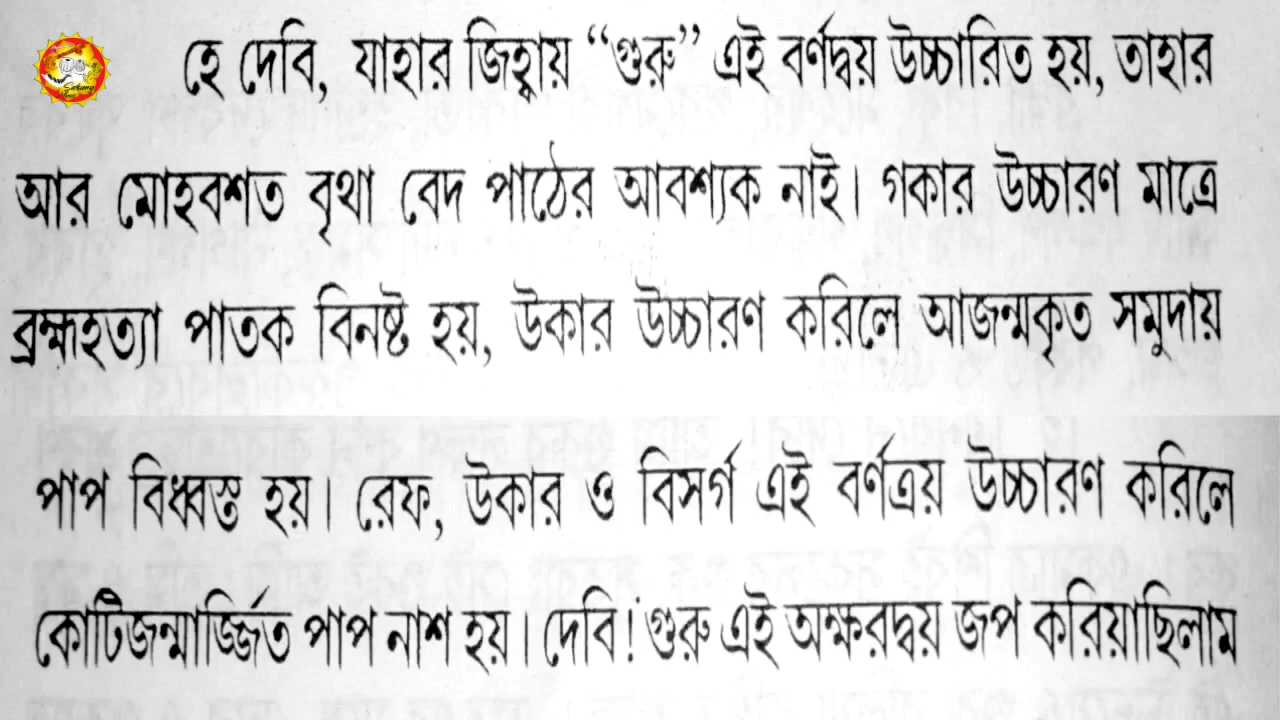 হে দেবি, যাহার জিহ্বায় “গুরু” এই বর্ণদ্বয় উচ্চারিত হয়, তাহার
আর মোহবশত বৃথা বেদ পাঠের আবশ্যক নাই। গকার উচ্চারণ মাত্রে
ব্রহ্মহত্যা পাতক বিনষ্ট হয়, উকার উচ্চারণ করিলে আজন্মকৃত সমুদায়
পাপ বিধ্বস্ত হয়। রেফ, উকার ও বিসর্গ এই বর্ণত্রয় উচ্চারণ করিলে
কোটিজন্মার্জ্জিত পাপ নাশ হয়। দেবি! গুরু এই অক্ষরদ্বয় জপ করিয়াছিলাম